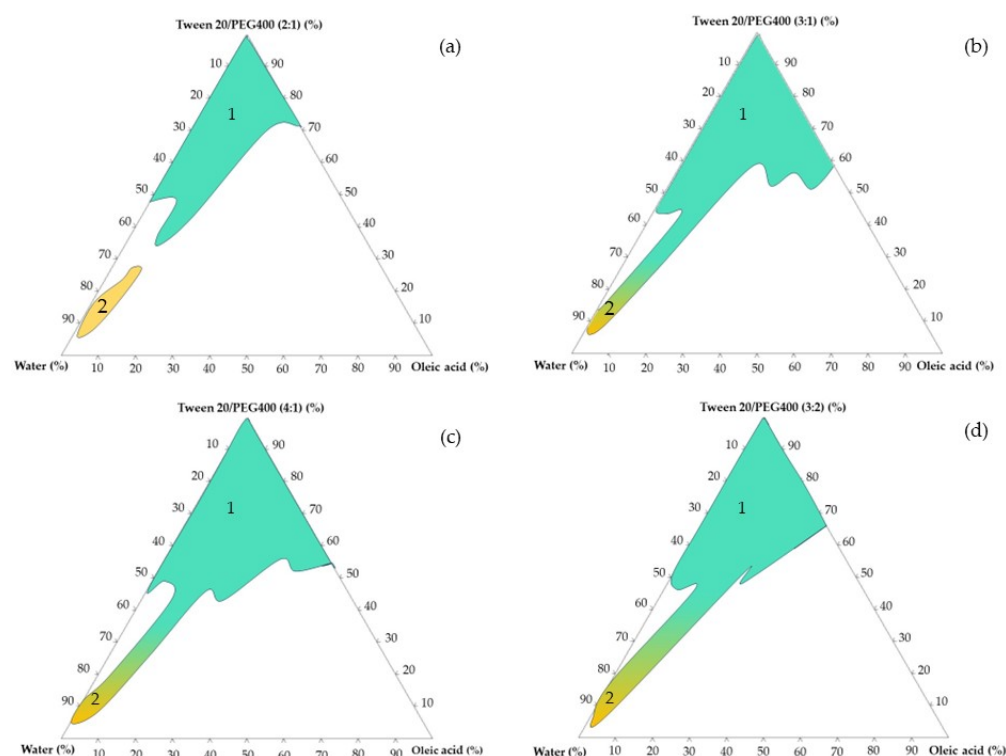 Tween 20/PEG400 (2:1) (%)
(a)
10 90
20 80
1
30 70
40 60
50 50
60 40
70 30
80 20
2
90 10
Water (%) Oleic acid (%)
10 20 30 40 50 60 70 80 90
Tween 20/PEG400 (3:1) (%)
(b)
10 90
20 80
1
30 70
40 60
50 50
60 40
70 30
80 20
2
90 10
Water (%) Oleic acid (%)
10 20 30 40 50 60 70 80 90
Tween 20/PEG400 (4:1) (%)
(c)
10 90
20 80
1
30 70
40 60
50 50
60 40
70 30
80 20
2
90 10
Water (%) Oleic acid (%)
10 20 30 40 50 60 70 80 90
Tween 20/PEG400 (3:2) (%)
(d)
10 90
20 80
1
30 70
40 60
50 50
60 40
70 30
80 20
2
90 10
Water (%) Oleic acid (%)
10 20 30 40 50 60 70 80 90